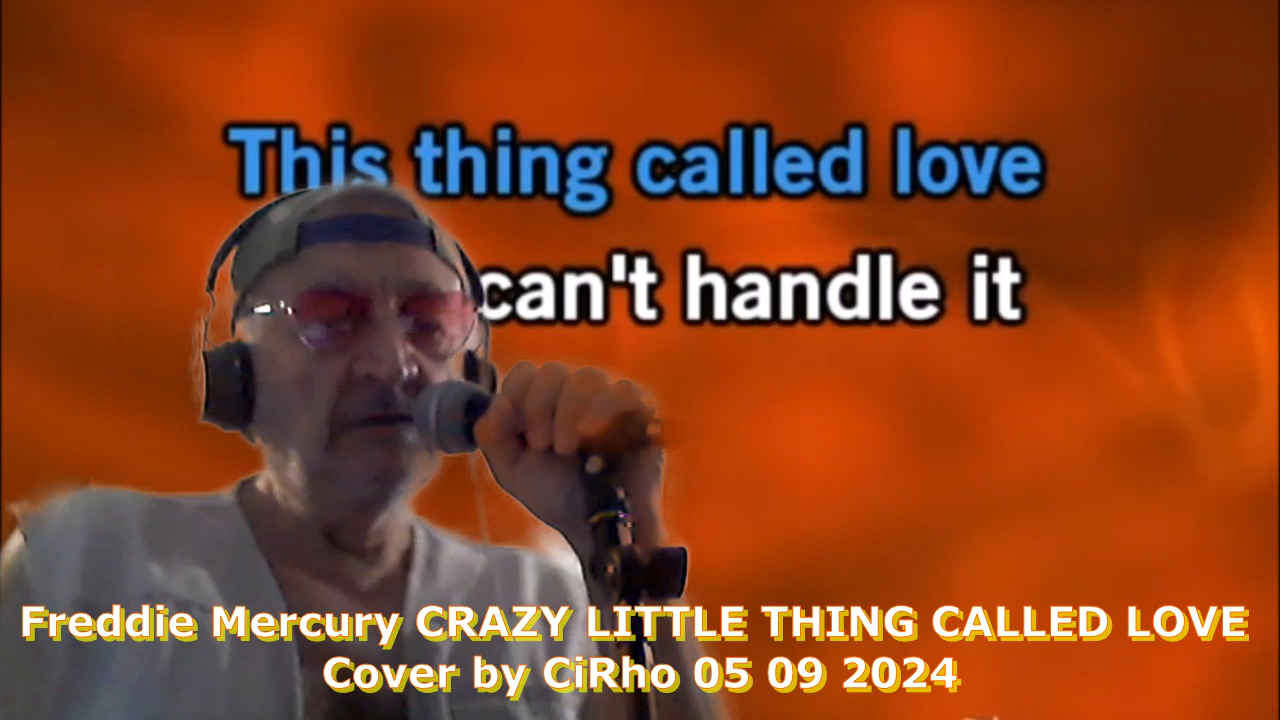 This thing called love
can't handle it
Freddie Mercury CRAZY LITTLE THING CALLED LOVE
Cover by CiRho 05 09 2024